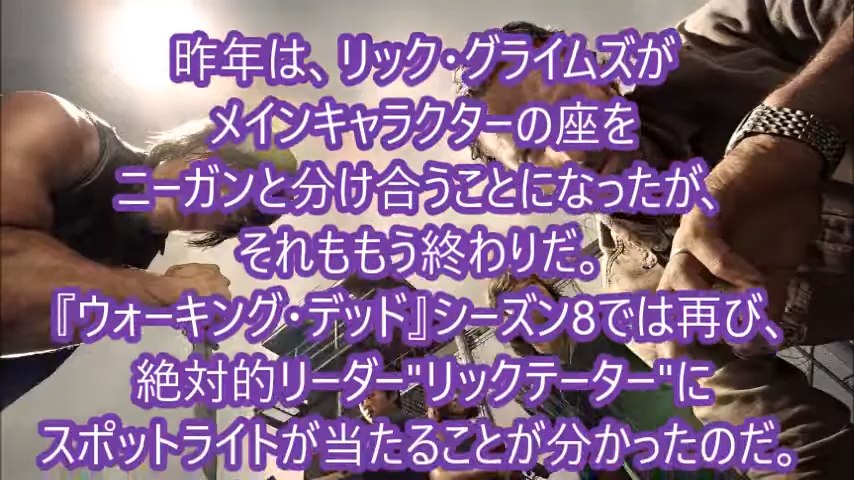 昨年は、リック・グライムズが
メインキャラクターの座を
ニーガンと分け合うことになったが、
それももう終わりだ。
『ウォーキング・デッド』シーズン8では再び、
絶対的リーダー"リックテーター"に
スポットライトが当たることが分かったのだ。